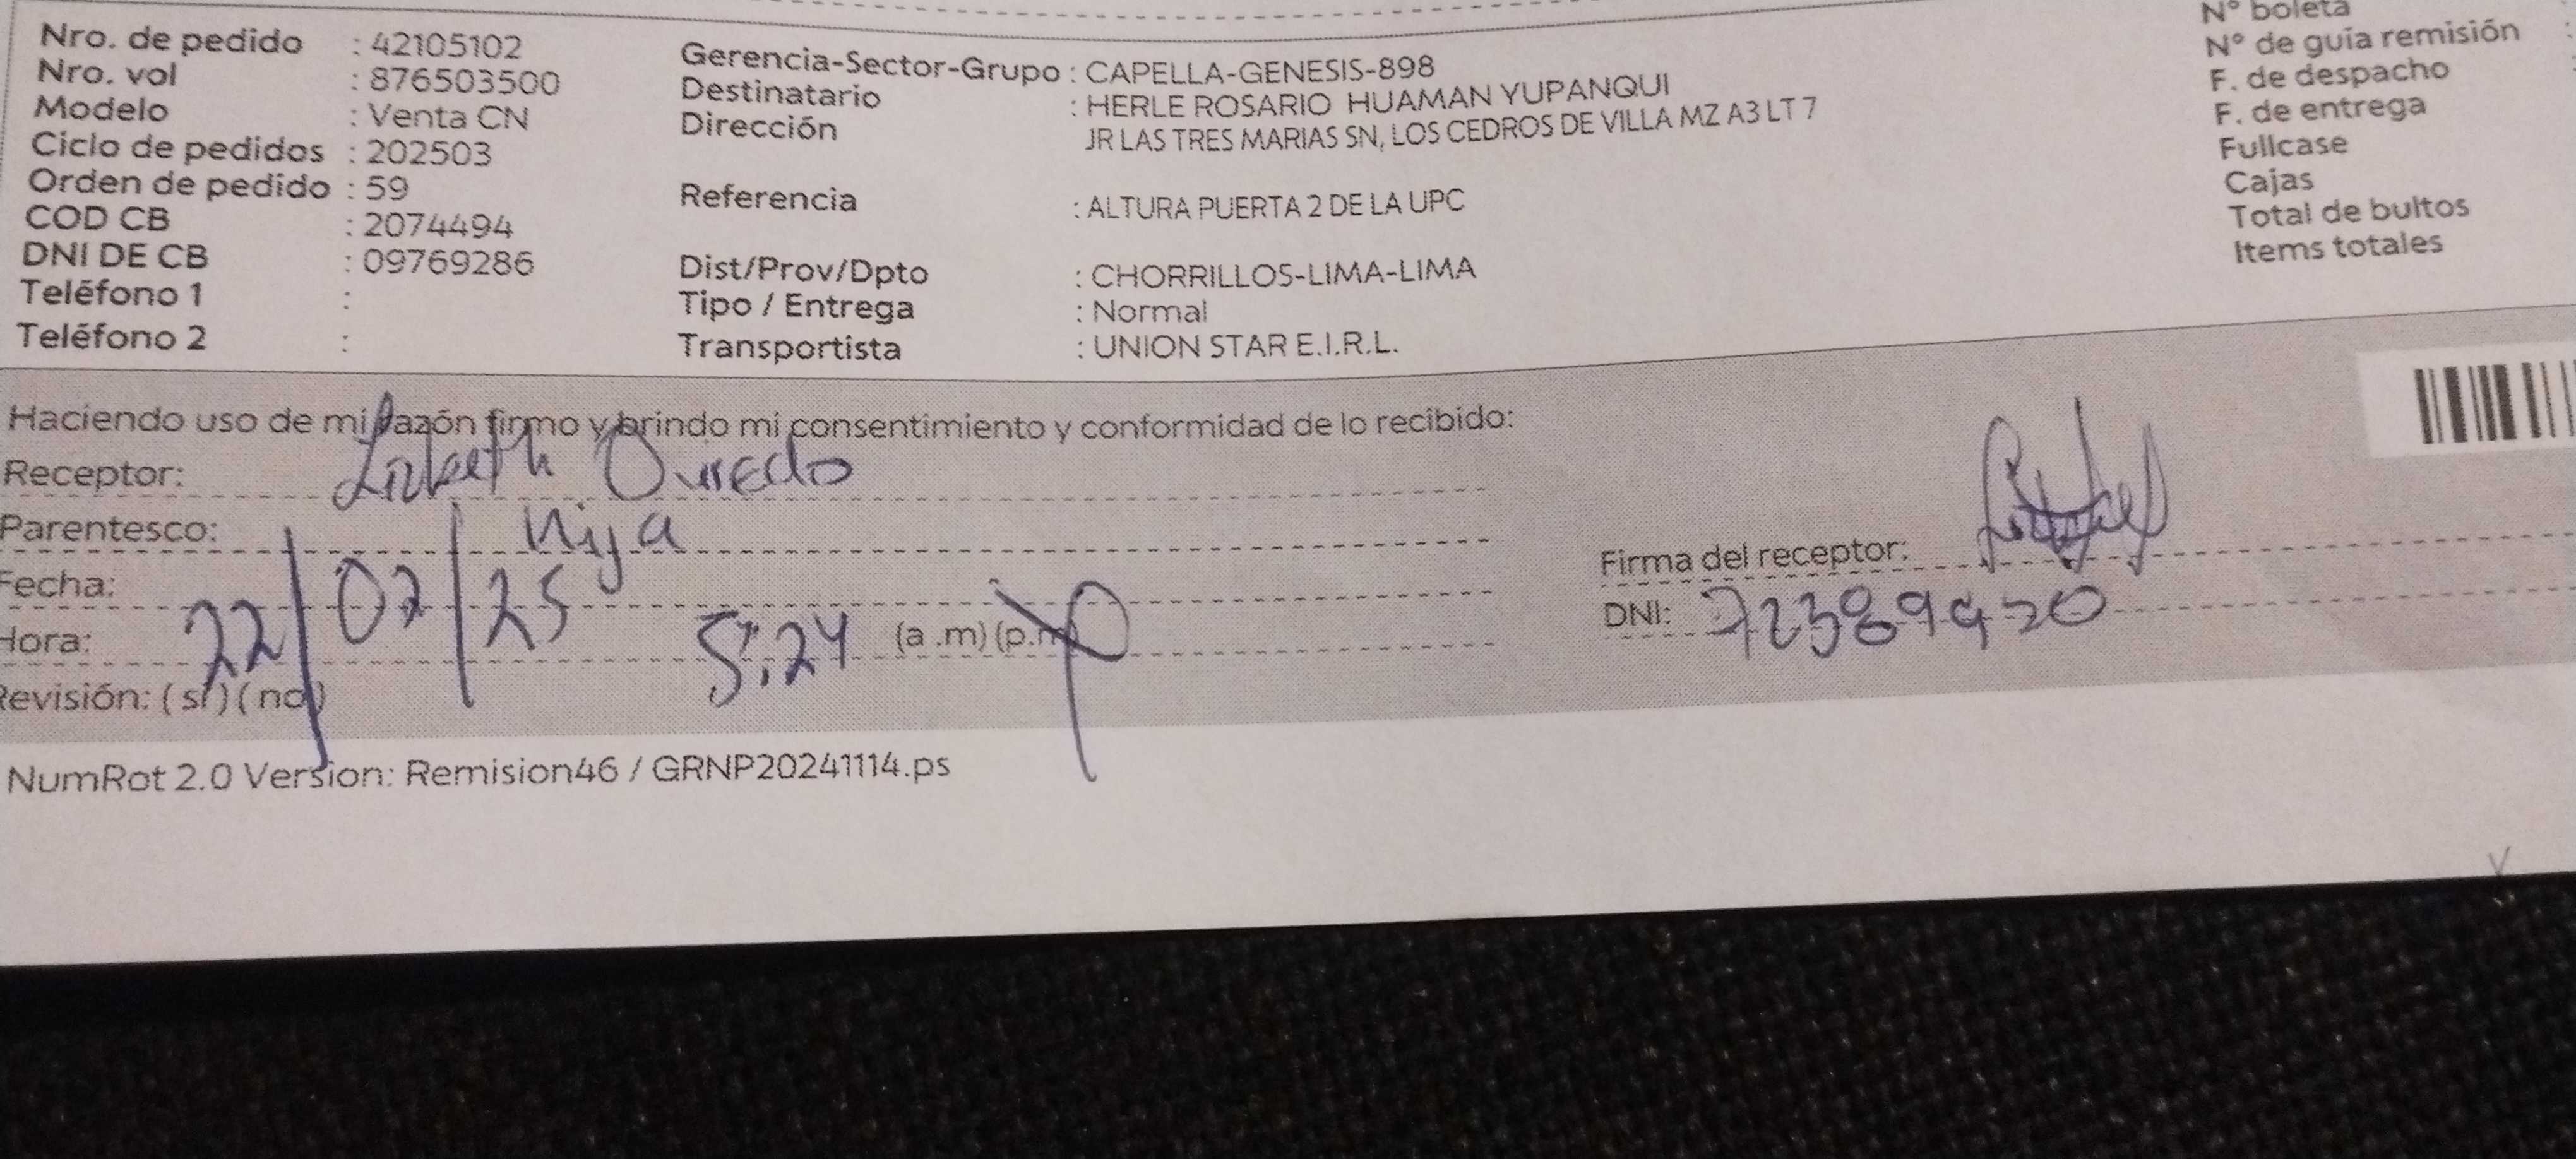 Nro. de pedido : 42105102
Nro. vol : 876503500
Modelo : Venta CN
Ciclo de pedidos : 202503
Orden de pedido : 59
COD CB : 2074494
DNI DE CB : 09769286
Teléfono 1 :
Teléfono 2 :
Gerencia-Sector-Grupo : CAPELLA-GENESIS-898
Destinatario : HERLE ROSARIO HUAMAN YUPANQUI
Dirección JR LAS TRES MARIAS SN, LOS CEDROS DE VILLA MZ A3 LT 7
Referencia : ALTURA PUERTA 2 DE LA UPC
Dist/Prov/Dpto : CHORRILLOS-LIMA-LIMA
Tipo / Entrega : Normal
Transportista : UNION STAR E.I.R.L.
N° boleta
N° de guía remisión
F. de despacho
F. de entrega
Fullcase
Cajas
Total de bultos
Items totales
Haciendo uso de mi razón firmo y brindo mi consentimiento y conformidad de lo recibido:
Receptor: Lizbeth Oviedo
Parentesco: Hija
Fecha: 22/02/25
Hora: 5:24 (a .m) (p.m)
Revisión: ( sí ) ( no )
Firma del receptor:
DNI:
NumRot 2.0 Version: Remision46 / GRNP20241114.ps